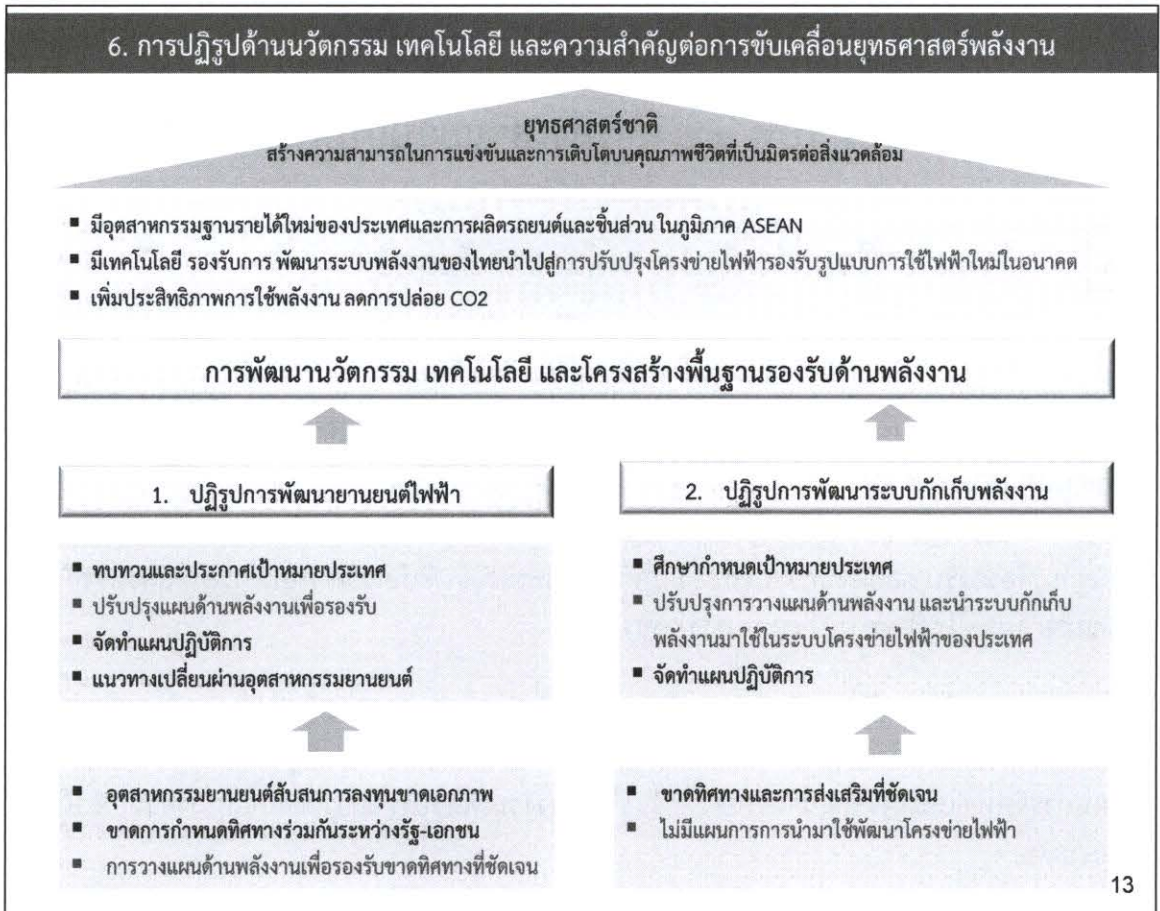 6. การปฏิรูปด้านนวัตกรรม เทคโนโลยี และความสำคัญต่อการขับเคลื่อนยุทธศาสตร์พลังงาน
ยุทธศาสตร์ชาติ
สร้างความสามารถในการแข่งขันและการเติบโตบนคุณภาพชีวิตที่เป็นมิตรต่อสิ่งแวดล้อม
▪ มีอุตสาหกรรมฐานรายได้ใหม่ของประเทศและการผลิตรถยนต์และชิ้นส่วน ในภูมิภาค ASEAN
▪ มีเทคโนโลยี รองรับการ พัฒนาระบบพลังงานของไทยนำไปสู่การปรับปรุงโครงข่ายไฟฟ้ารองรับรูปแบบการใช้ไฟฟ้าใหม่ในอนาคต
▪ เพิ่มประสิทธิภาพการใช้พลังงาน ลดการปล่อย CO2
การพัฒนานวัตกรรม เทคโนโลยี และโครงสร้างพื้นฐานรองรับด้านพลังงาน
1. ปฏิรูปการพัฒนายานยนต์ไฟฟ้า
▪ ทบทวนและประกาศเป้าหมายประเทศ
▪ ปรับปรุงแผนด้านพลังงานเพื่อรองรับ
▪ จัดทำแผนปฏิบัติการ
▪ แนวทางเปลี่ยนผ่านอุตสาหกรรมยานยนต์
▪ อุตสาหกรรมยานยนต์สับสนการลงทุนขาดเอกภาพ
▪ ขาดการกำหนดทิศทางร่วมกันระหว่างรัฐ-เอกชน
▪ การวางแผนด้านพลังงานเพื่อรองรับขาดทิศทางที่ชัดเจน
2. ปฏิรูปการพัฒนาระบบกักเก็บพลังงาน
▪ ศึกษากำหนดเป้าหมายประเทศ
▪ ปรับปรุงการวางแผนด้านพลังงาน และนำระบบกักเก็บ
พลังงานมาใช้ในระบบโครงข่ายไฟฟ้าของประเทศ
▪ จัดทำแผนปฏิบัติการ
▪ ขาดทิศทางและการส่งเสริมที่ชัดเจน
▪ ไม่มีแผนการการนำมาใช้พัฒนาโครงข่ายไฟฟ้า
13